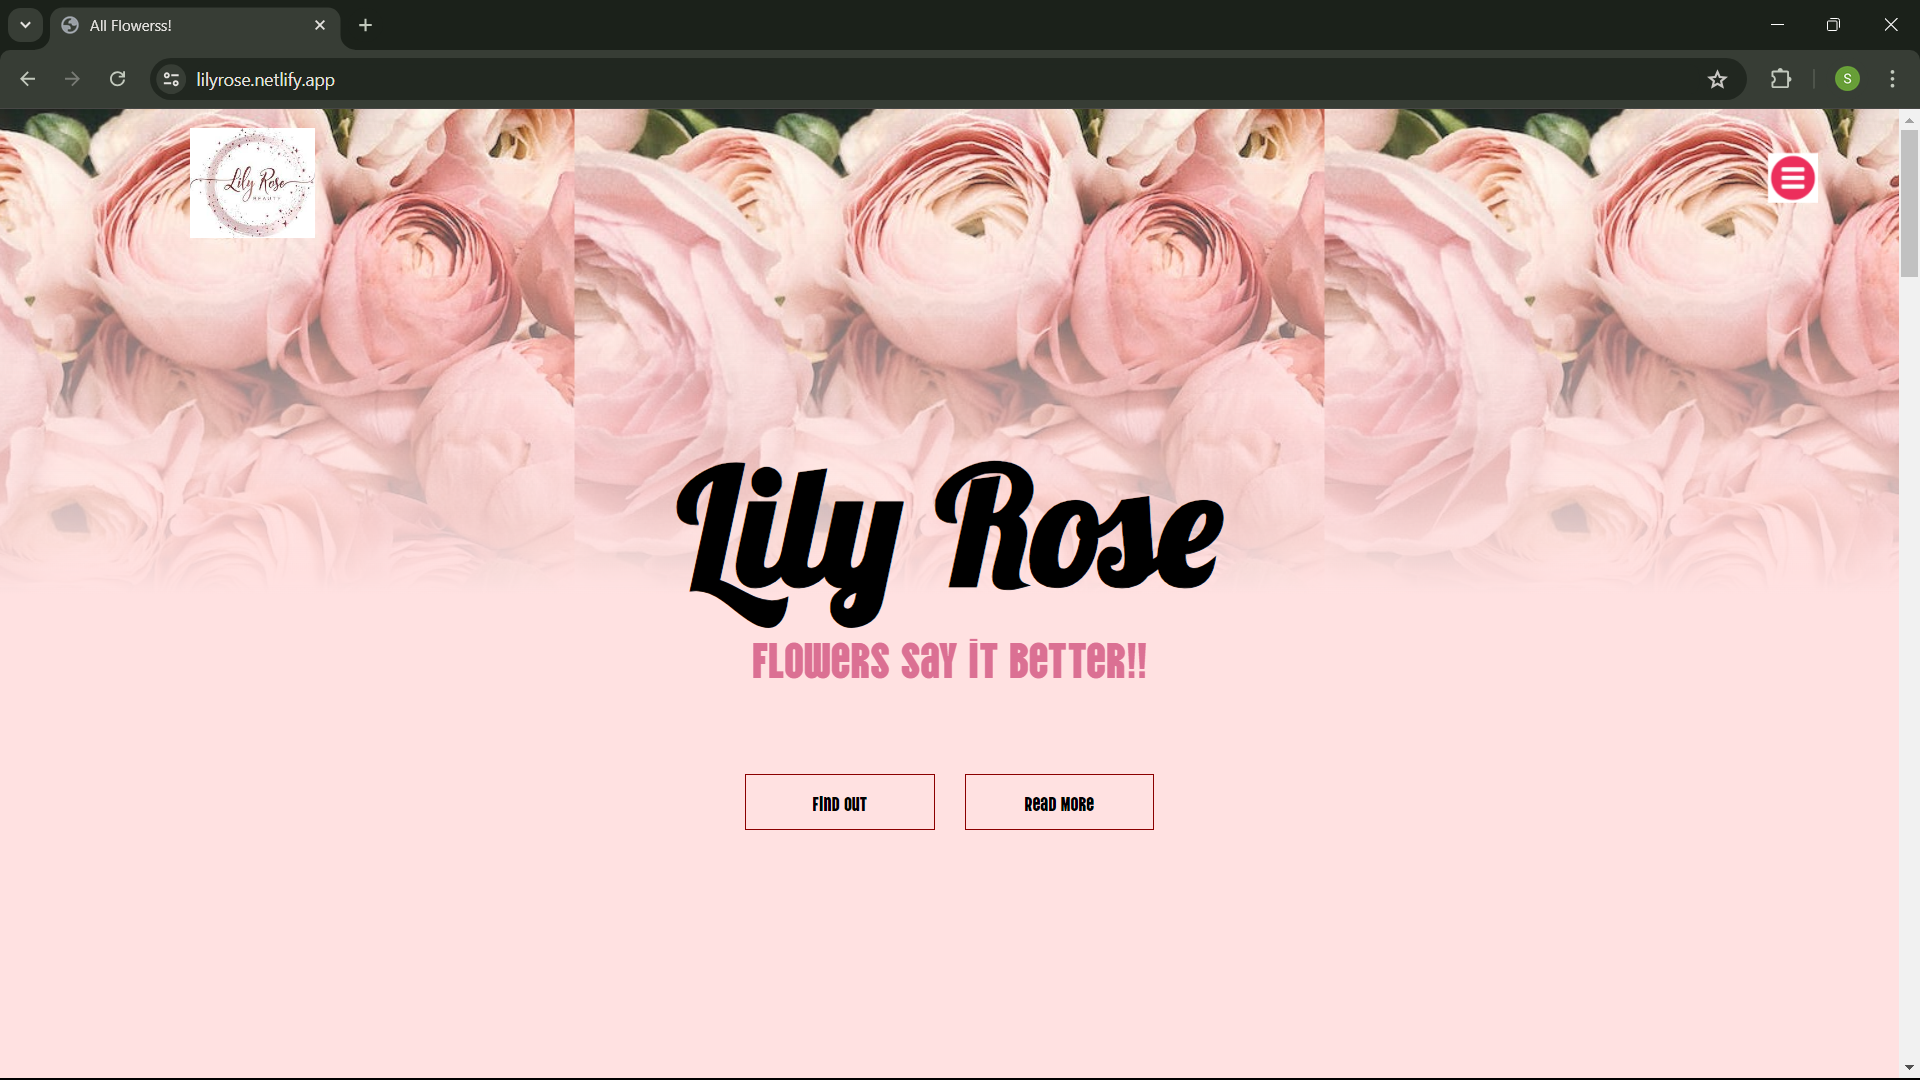 All Flowerss!
lilyrose.netlify.app
S
Lily Rose
BEAUTY
Lily Rose
FLOWERS SAY IT BETTER!!
FIND OUT
READ MORE